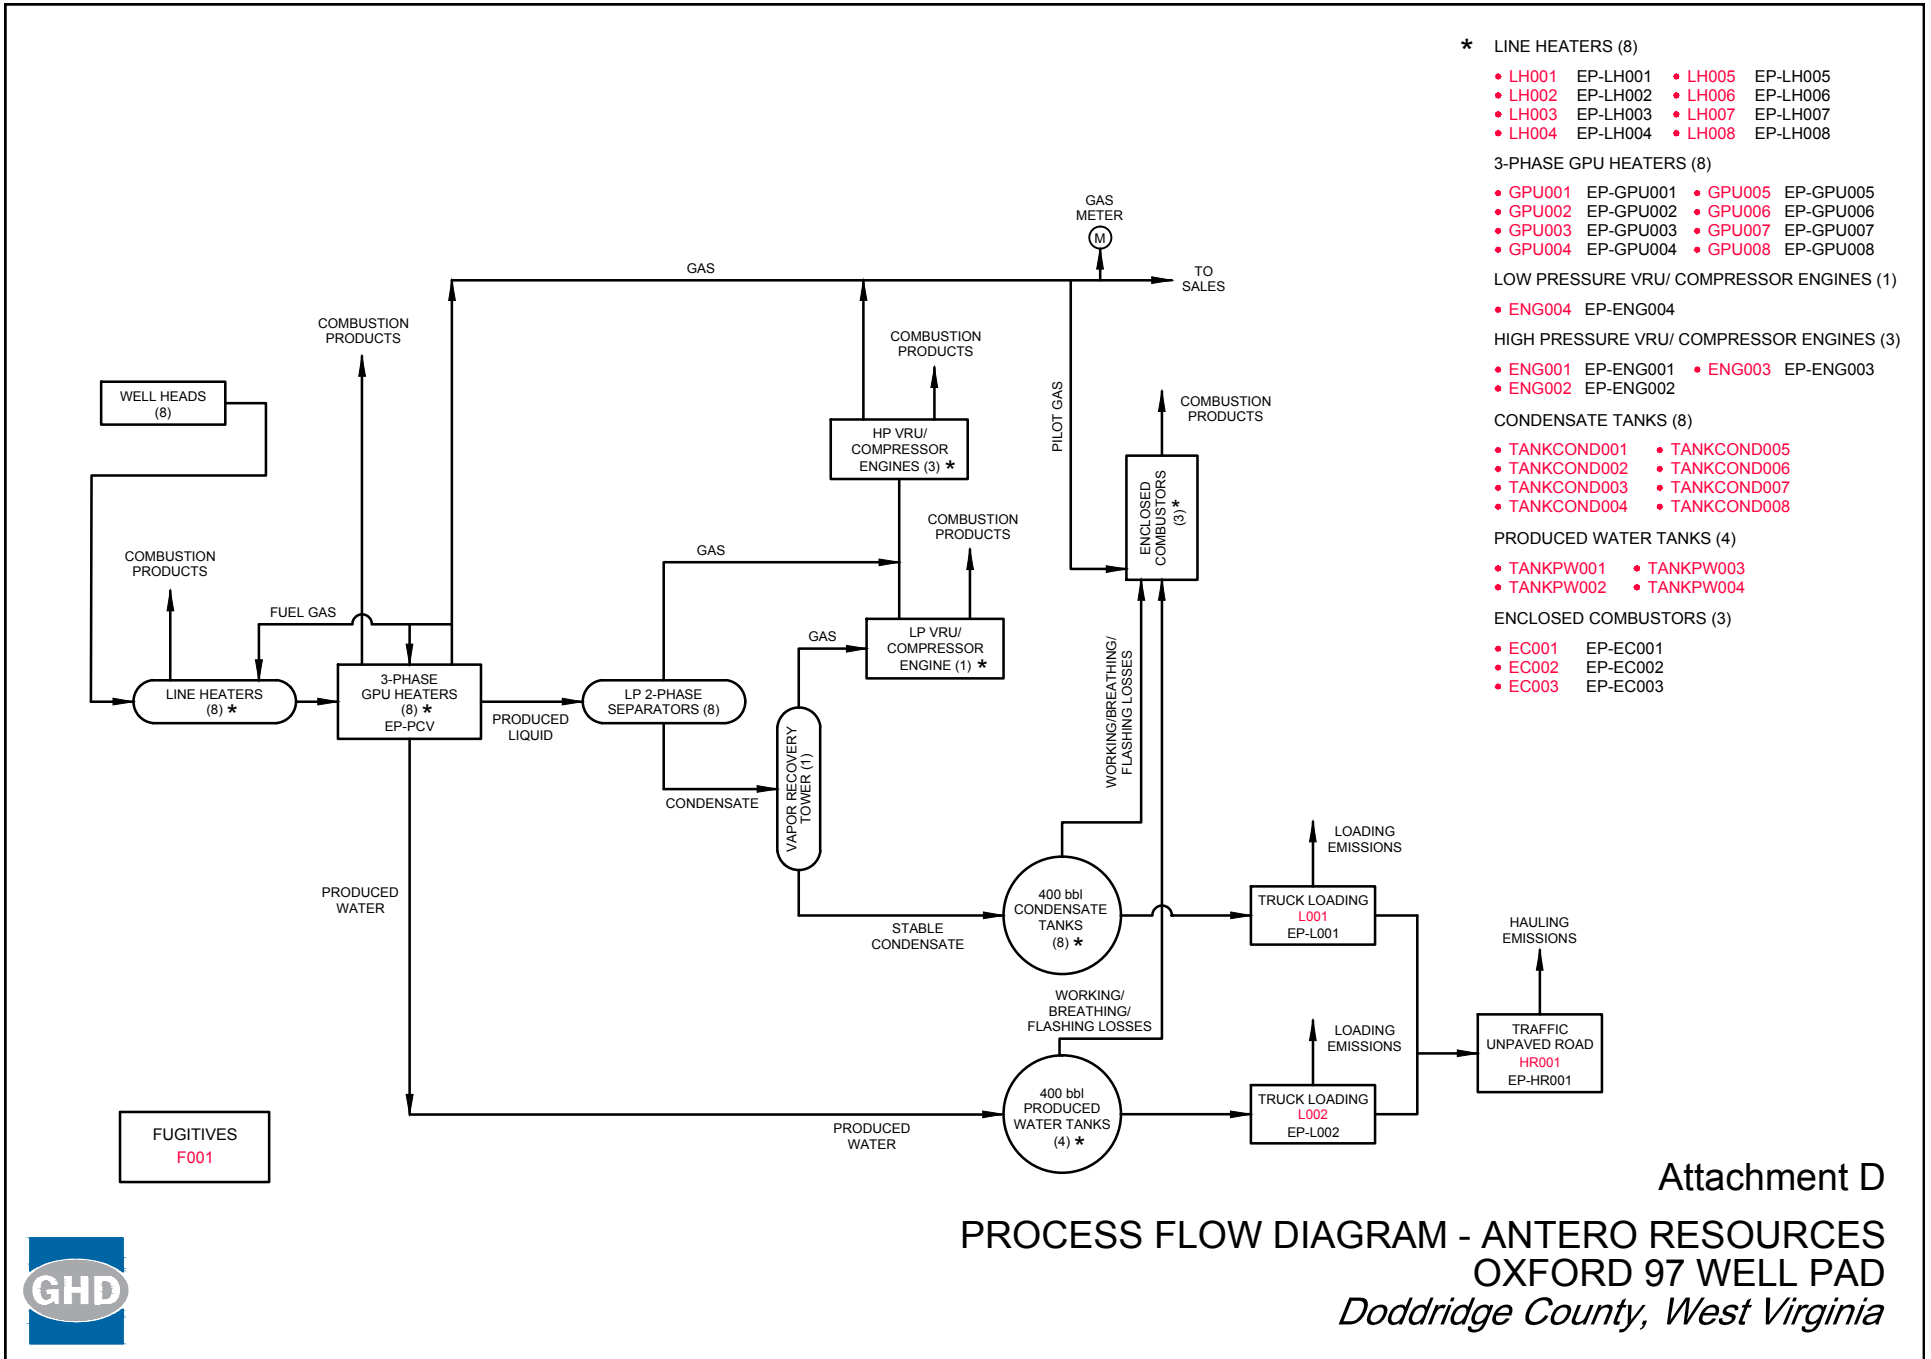 * LINE HEATERS (8)
• LH001 EP-LH001 • LH005 EP-LH005
• LH002 EP-LH002 • LH006 EP-LH006
• LH003 EP-LH003 • LH007 EP-LH007
• LH004 EP-LH004 • LH008 EP-LH008
3-PHASE GPU HEATERS (8)
• GPU001 EP-GPU001 • GPU005 EP-GPU005
• GPU002 EP-GPU002 • GPU006 EP-GPU006
• GPU003 EP-GPU003 • GPU007 EP-GPU007
• GPU004 EP-GPU004 • GPU008 EP-GPU008
LOW PRESSURE VRU/ COMPRESSOR ENGINES (1)
• ENG004 EP-ENG004
HIGH PRESSURE VRU/ COMPRESSOR ENGINES (3)
• ENG001 EP-ENG001 • ENG003 EP-ENG003
• ENG002 EP-ENG002
CONDENSATE TANKS (8)
• TANKCOND001 • TANKCOND005
• TANKCOND002 • TANKCOND006
• TANKCOND003 • TANKCOND007
• TANKCOND004 • TANKCOND008
PRODUCED WATER TANKS (4)
• TANKPW001 • TANKPW003
• TANKPW002 • TANKPW004
ENCLOSED COMBUSTORS (3)
• EC001 EP-EC001
• EC002 EP-EC002
• EC003 EP-EC003
GAS
METER
M
GAS
TO
SALES
COMBUSTION
PRODUCTS
COMBUSTION
PRODUCTS
WELL HEADS
(8)
PILOT GAS
COMBUSTION
PRODUCTS
HP VRU/
COMPRESSOR
ENGINES (3) *
ENCLOSED
COMBUSTORS
(3) *
COMBUSTION
PRODUCTS
COMBUSTION
PRODUCTS
GAS
FUEL GAS
GAS
LP VRU/
COMPRESSOR
ENGINE (1) *
LINE HEATERS
(8) *
3-PHASE
GPU HEATERS
(8) *
EP-PCV
PRODUCED
LIQUID
LP 2-PHASE
SEPARATORS (8)
WORKING/BREATHING/
FLASHING LOSSES
CONDENSATE
VAPOR RECOVERY
TOWER (1)
LOADING
EMISSIONS
PRODUCED
WATER
STABLE
CONDENSATE
400 bbl
CONDENSATE
TANKS
(8) *
TRUCK LOADING
L001
EP-L001
HAULING
EMISSIONS
WORKING/
BREATHING/
FLASHING LOSSES
LOADING
EMISSIONS
TRAFFIC
UNPAVED ROAD
HR001
EP-HR001
400 bbl
PRODUCED
WATER TANKS
(4) *
TRUCK LOADING
L002
EP-L002
PRODUCED
WATER
FUGITIVES
F001
Attachment D
PROCESS FLOW DIAGRAM - ANTERO RESOURCES
OXFORD 97 WELL PAD
Doddridge County, West Virginia
GHD